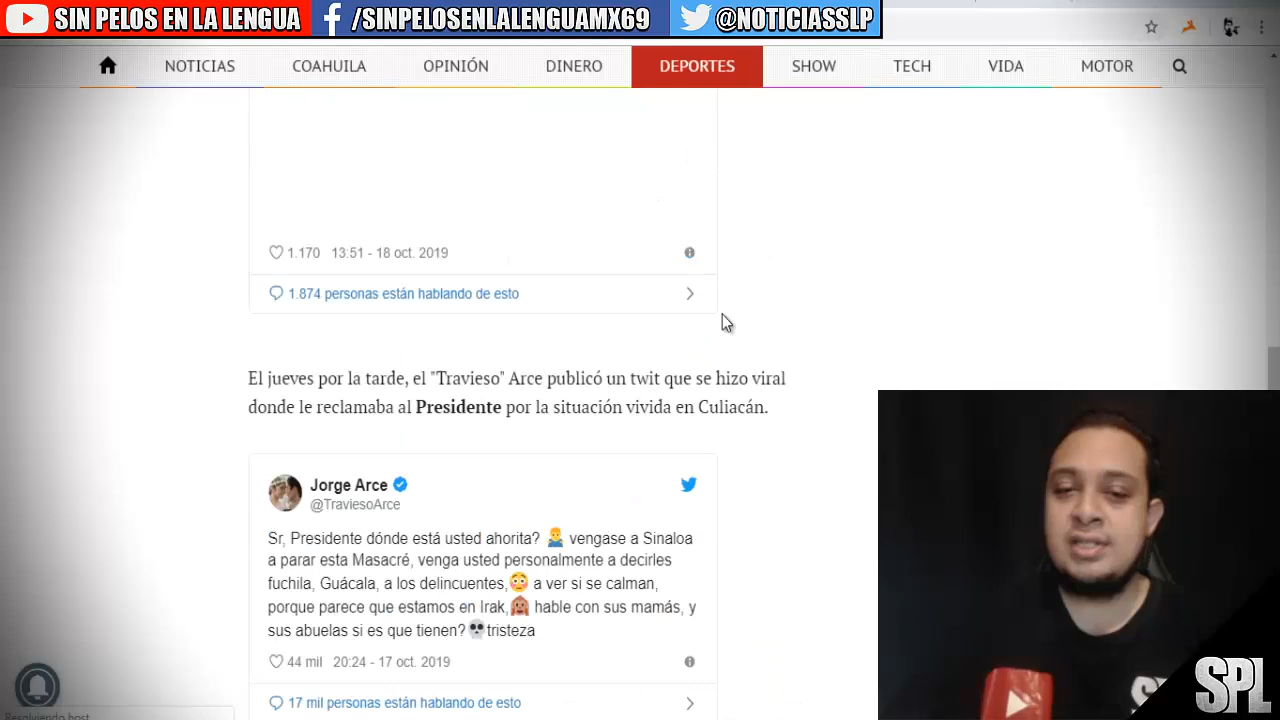 SIN PELOS EN LA LENGUA
/SINPELOSENLALENGUAMX69
@NOTICIASSLP
NOTICIAS
COAHUILA
OPINIÓN
DINERO
DEPORTES
SHOW
TECH
VIDA
MOTOR
1.170 13:51 - 18 oct. 2019
1.874 personas están hablando de esto
El jueves por la tarde, el "Travieso" Arce publicó un twit que se hizo viral
donde le reclamaba al Presidente por la situación vivida en Culiacán.
Jorge Arce
@TraviesoArce
Sr, Presidente dónde está usted ahorita? 🤷‍♂️ vengase a Sinaloa
a parar esta Masacré, venga usted personalmente a decirles
fuchila, Guácala, a los delincuentes,😳 a ver si se calman,
porque parece que estamos en Irak,🙈 hable con sus mamás, y
sus abuelas si es que tienen?💀tristeza
44 mil 20:24 - 17 oct. 2019
17 mil personas están hablando de esto
Resolviendo host
SPL